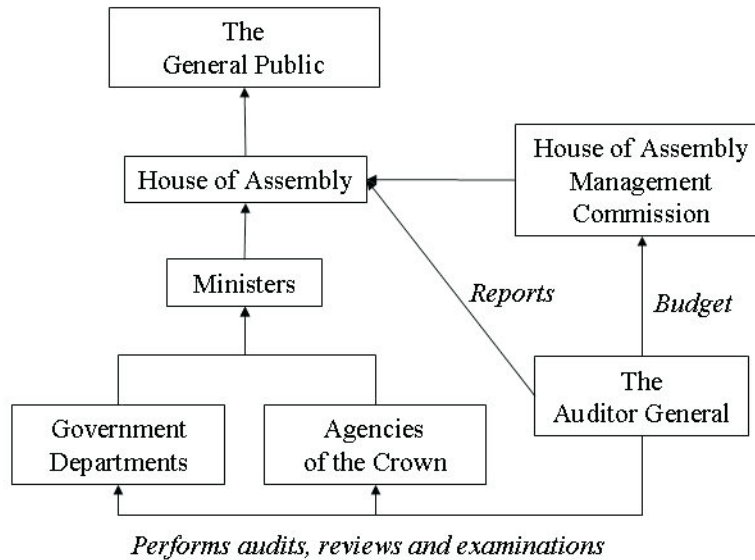 The
General Public
House of Assembly
House of Assembly
Management
Commission
Ministers
Reports
Budget
The
Auditor General
Government
Departments
Agencies
of the Crown
Performs audits, reviews and examinations